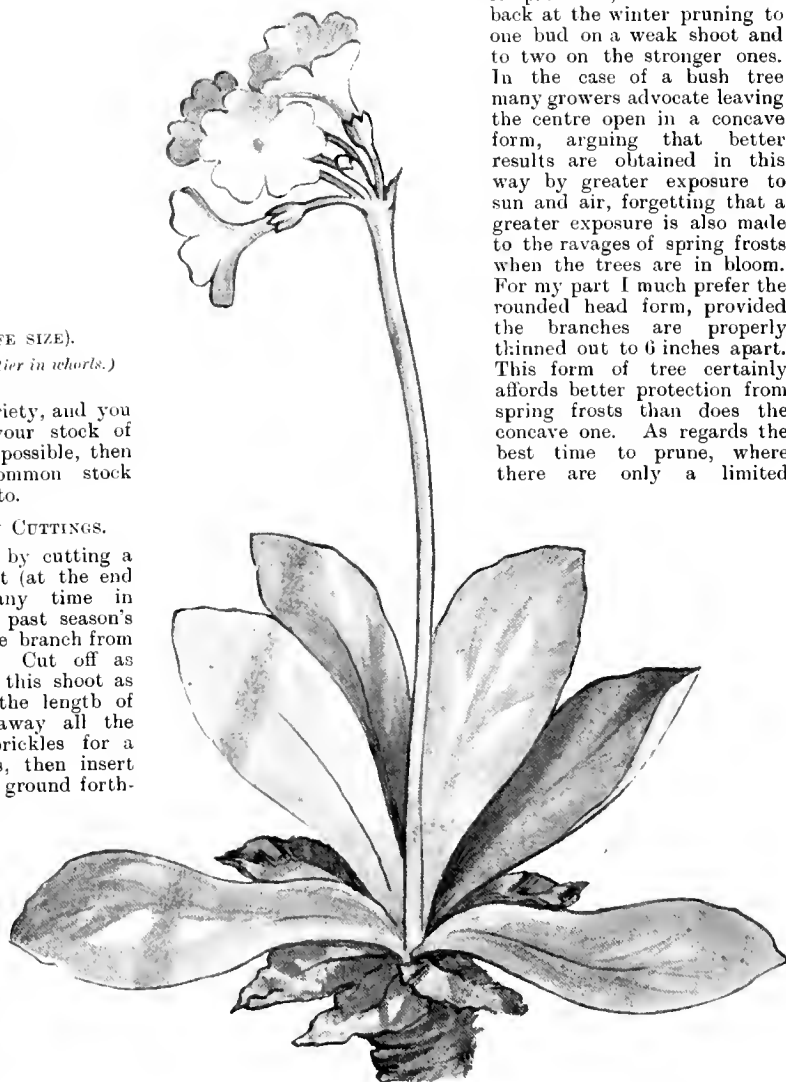 FE SIZE).
ier in whorls.)
riety, and you
your stock of
possible, then
ommon stock
to.
CUTTINGS.
by cutting a
t (at the end
any time in
past season's
e branch from
Cut off as
this shoot as
the length of
away all the
prickles for a
s, then insert
ground forth-
back at the winter pruning to
one bud on a weak shoot and
to two on the stronger ones.
In the case of a bush tree
many growers advocate leaving
the centre open in a concave
form, arguing that better
results are obtained in this
way by greater exposure to
sun and air, forgetting that a
greater exposure is also made
to the ravages of spring frosts
when the trees are in bloom.
For my part I much prefer the
rounded head form, provided
the branches are properly
thinned out to 6 inches apart.
This form of tree certainly
affords better protection from
spring frosts than does the
concave one. As regards the
best time to prune, where
there are only a limited